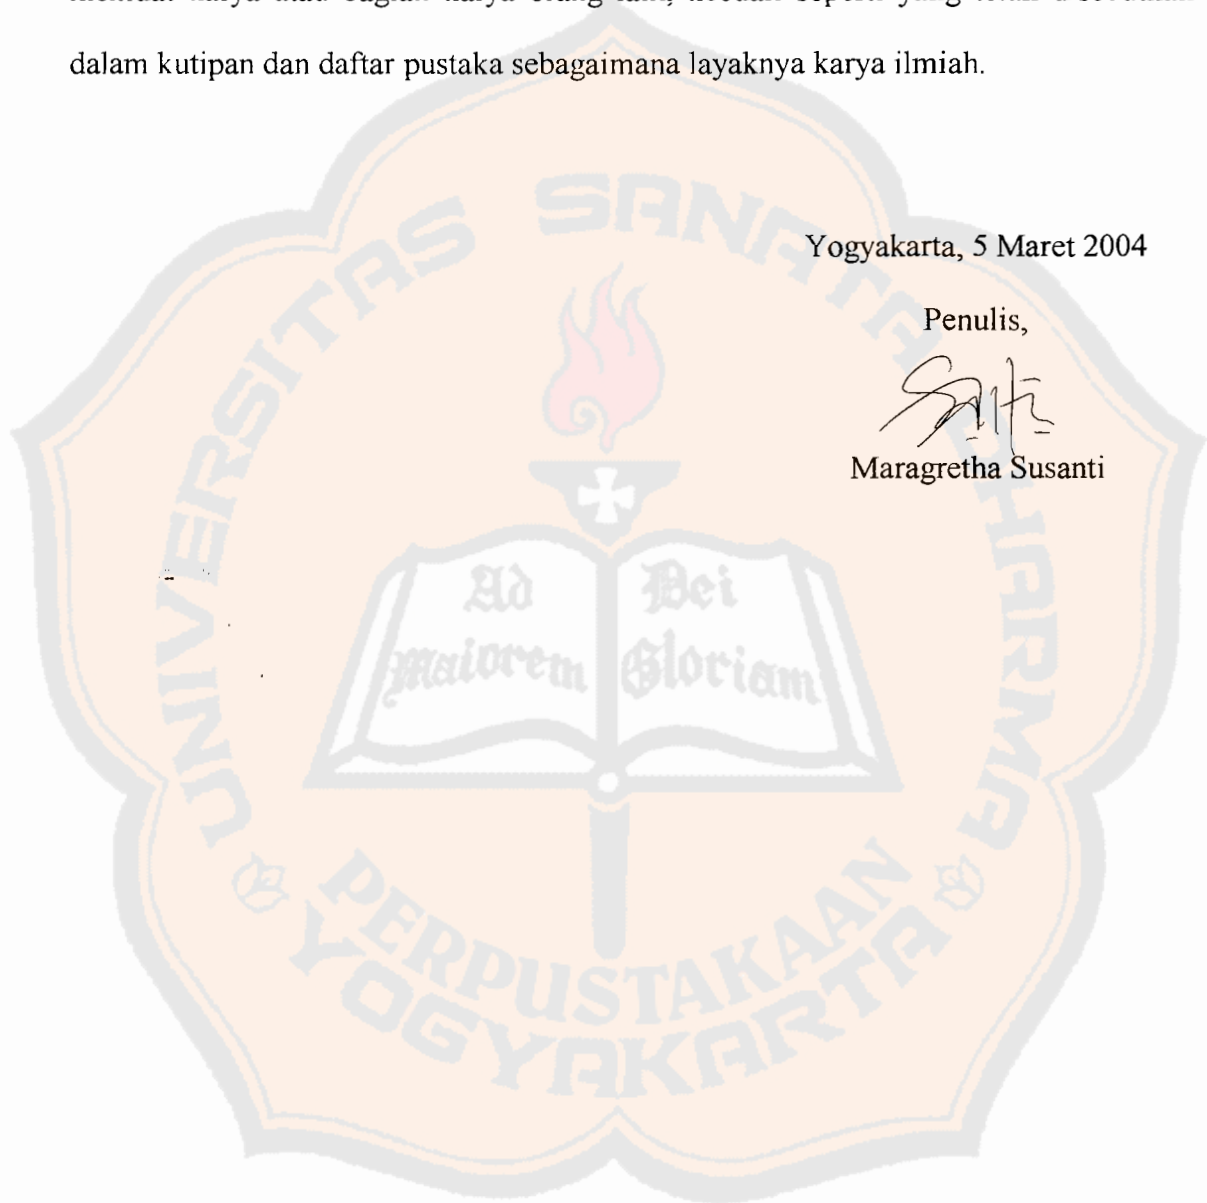 dalam kutipan dan daftar pustaka sebagaimana layaknya karya ilmiah.
Yogyakarta, 5 Maret 2004
Penulis,
Maragretha Susanti
UNIVERSITAS SANATA DHARMA
Ad Dei
maiorem Gloriam
PERPUSTAKAAN
YOGYAKARTA